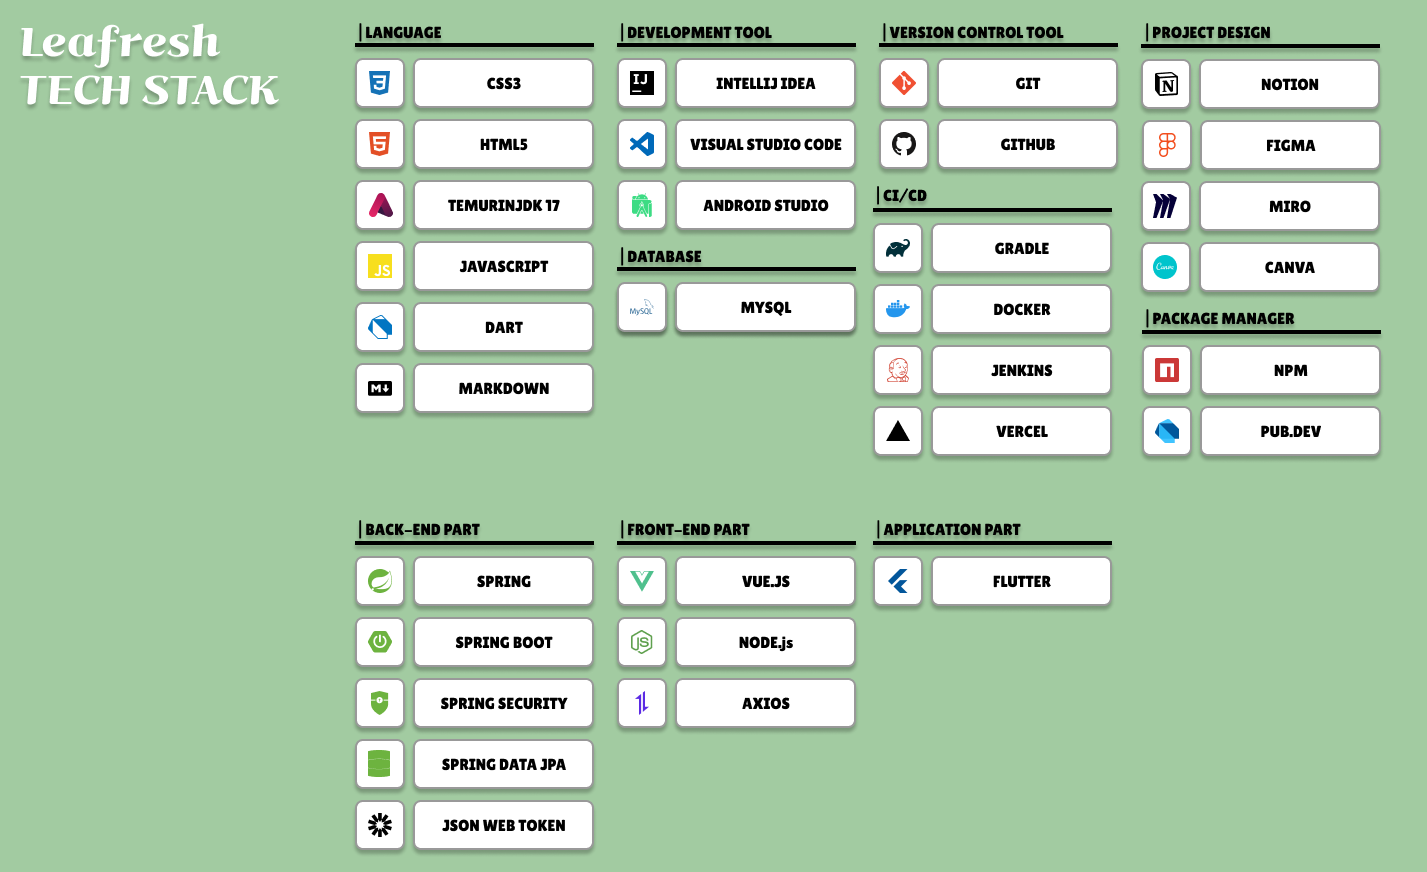 Leafresh
TECH STACK
| LANGUAGE
CSS3
HTML5
TEMURINJDK 17
JS
JAVASCRIPT
DART
M
MARKDOWN
| DEVELOPMENT TOOL
IJ
INTELLIJ IDEA
VISUAL STUDIO CODE
ANDROID STUDIO
| DATABASE
MySQL
MYSQL
| VERSION CONTROL TOOL
GIT
GITHUB
| CI/CD
GRADLE
DOCKER
JENKINS
VERCEL
| PROJECT DESIGN
N
NOTION
FIGMA
MIRO
Canva
CANVA
| PACKAGE MANAGER
NPM
PUB.DEV
| BACK-END PART
SPRING
SPRING BOOT
SPRING SECURITY
SPRING DATA JPA
JSON WEB TOKEN
| FRONT-END PART
VUE.JS
JS
NODE.js
AXIOS
| APPLICATION PART
FLUTTER